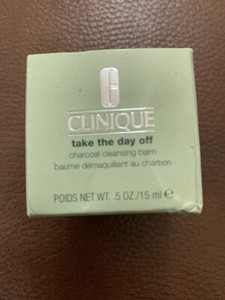 CLINIQUE
take the day off
charcoal cleansing balm
baume démaquillant au charbon
POIDS NET WT. .5 OZ./15 ml ℮